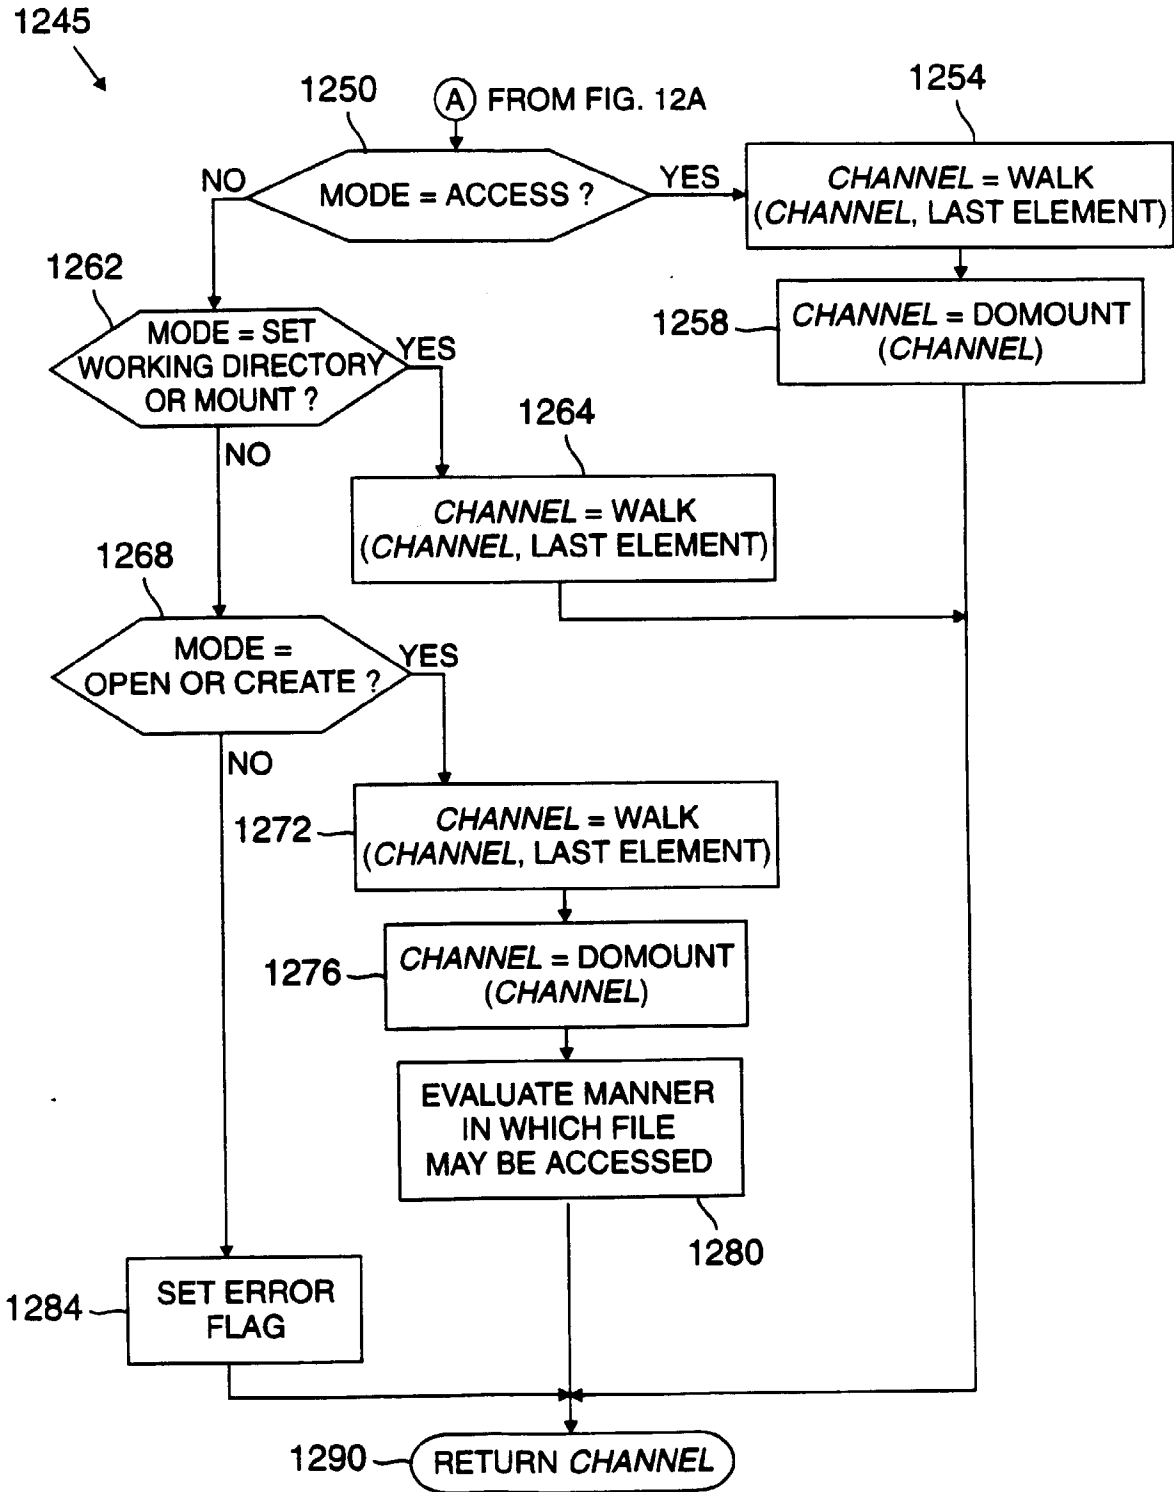 1245
1250
A FROM FIG. 12A
1254
NO
MODE = ACCESS ?
YES
CHANNEL = WALK
(CHANNEL, LAST ELEMENT)
1262
MODE = SET
WORKING DIRECTORY
OR MOUNT ?
YES
1258
CHANNEL = DOMOUNT
(CHANNEL)
NO
1264
CHANNEL = WALK
(CHANNEL, LAST ELEMENT)
1268
MODE =
OPEN OR CREATE ?
YES
NO
1272
CHANNEL = WALK
(CHANNEL, LAST ELEMENT)
1276
CHANNEL = DOMOUNT
(CHANNEL)
EVALUATE MANNER
IN WHICH FILE
MAY BE ACCESSED
1280
1284
SET ERROR
FLAG
1290
RETURN CHANNEL